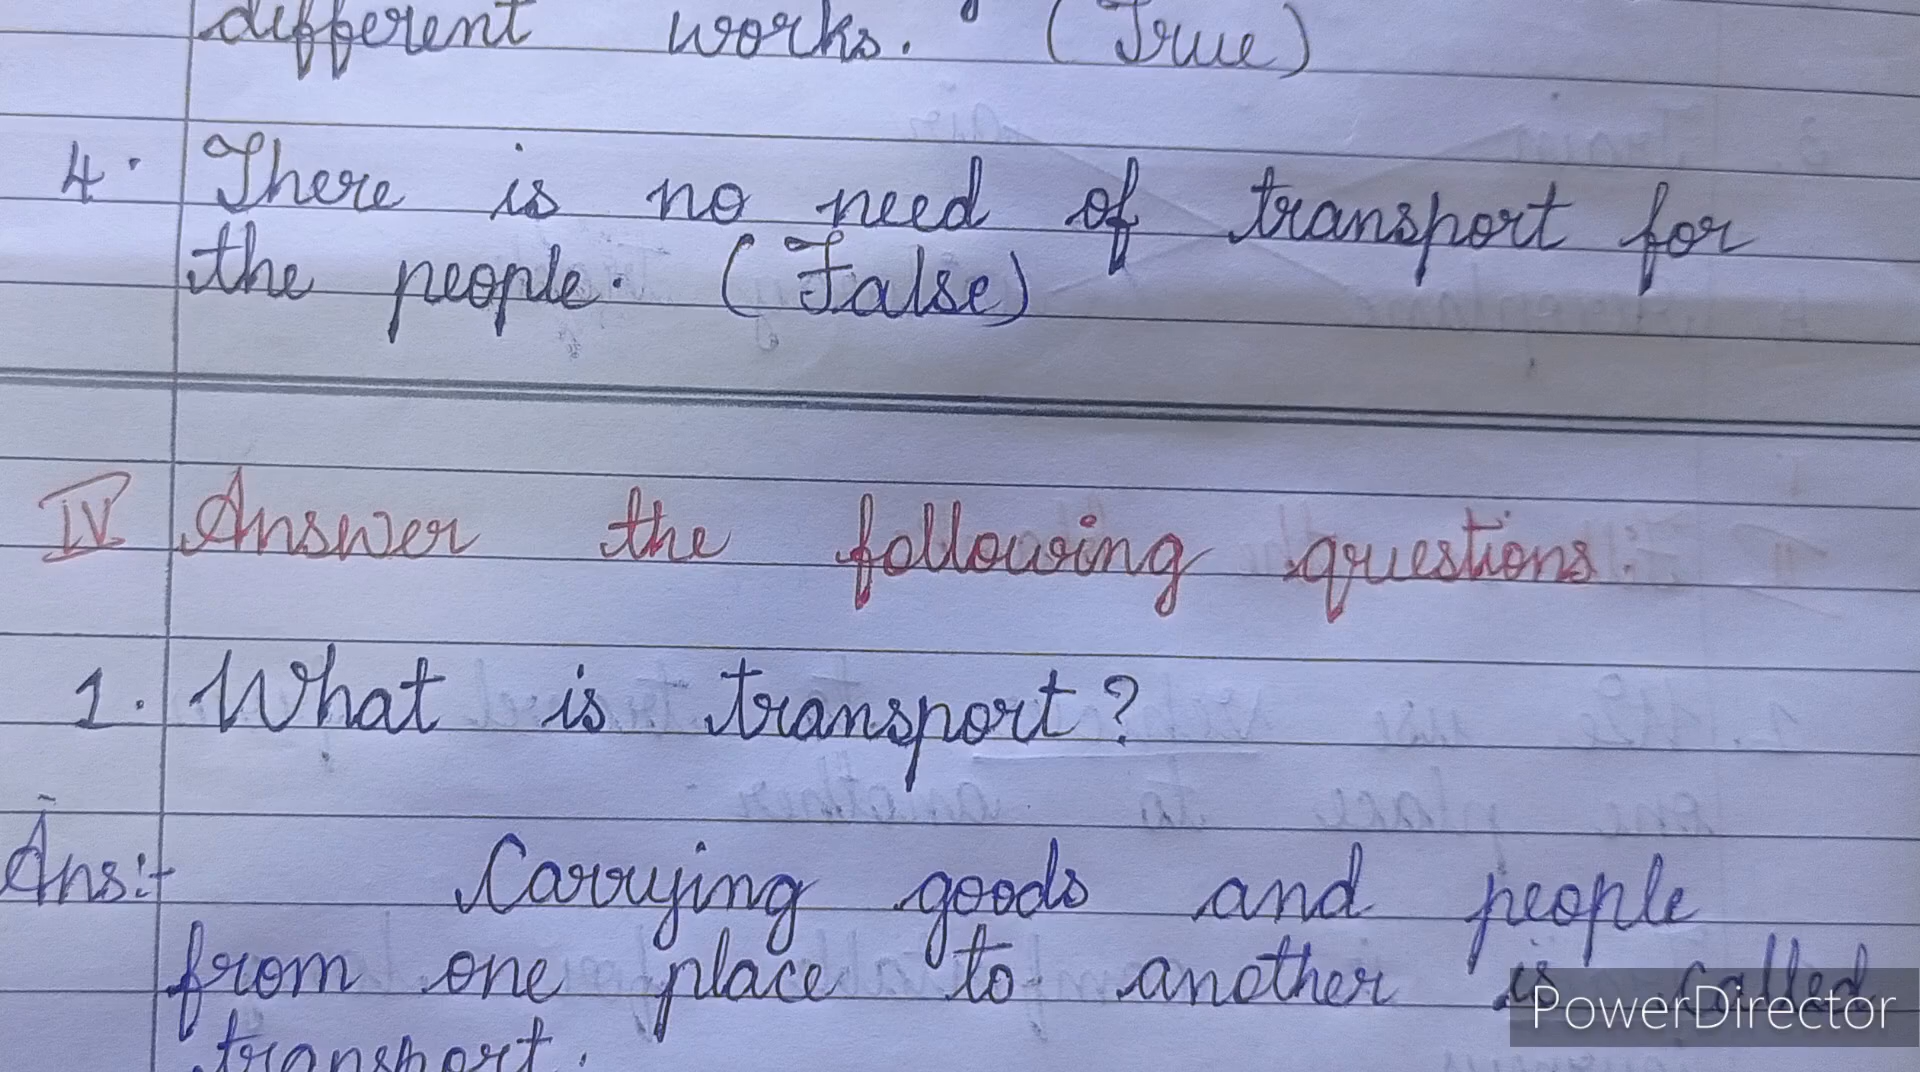 different works. (True)
4. There is no need of transport for
the people. (False)
IV Answer the following questions.
1. What is transport?
Ans:- Carrying goods and people
from one place to another is called
transport.
PowerDirector